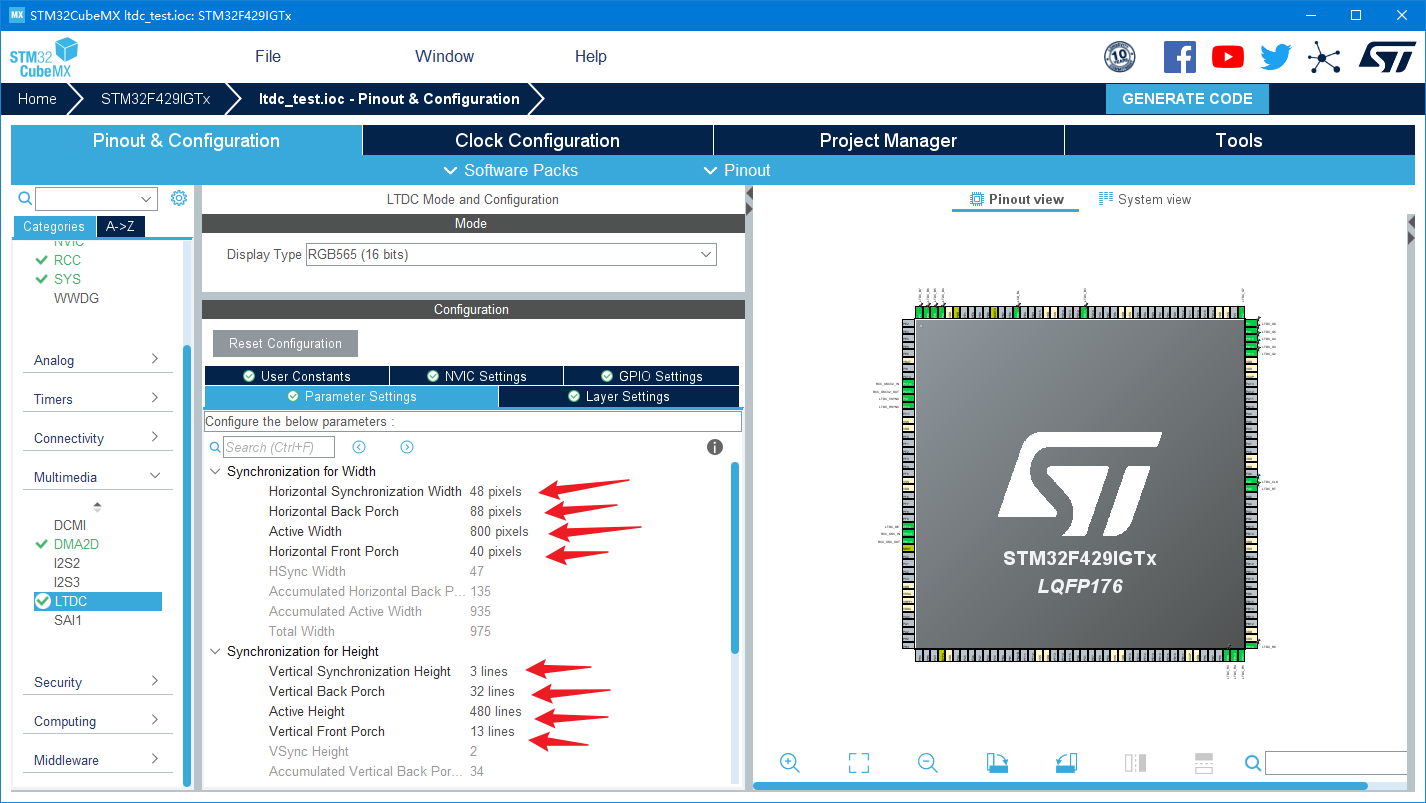 STM32CubeMX ltdc_test.ioc: STM32F429IGTx
STM32 CubeMX
File
Window
Help
10 YEARS
Home
STM32F429IGTx
ltdc_test.ioc - Pinout & Configuration
GENERATE CODE
Pinout & Configuration
Clock Configuration
Project Manager
Tools
Software Packs
Pinout
Categories
A->Z
NVIC
RCC
SYS
WWDG
Analog
Timers
Connectivity
Multimedia
DCMI
DMA2D
I2S2
I2S3
LTDC
SAI1
Security
Computing
Middleware
LTDC Mode and Configuration
Mode
Display Type RGB565 (16 bits)
Configuration
Reset Configuration
User Constants
NVIC Settings
GPIO Settings
Parameter Settings
Layer Settings
Configure the below parameters :
Search (Ctrl+F)
Synchronization for Width
Horizontal Synchronization Width 48 pixels
Horizontal Back Porch 88 pixels
Active Width 800 pixels
Horizontal Front Porch 40 pixels
HSync Width 47
Accumulated Horizontal Back P... 135
Accumulated Active Width 935
Total Width 975
Synchronization for Height
Vertical Synchronization Height 3 lines
Vertical Back Porch 32 lines
Active Height 480 lines
Vertical Front Porch 13 lines
VSync Height 2
Accumulated Vertical Back Por... 34
Pinout view
System view
STM32F429IGTx
LQFP176